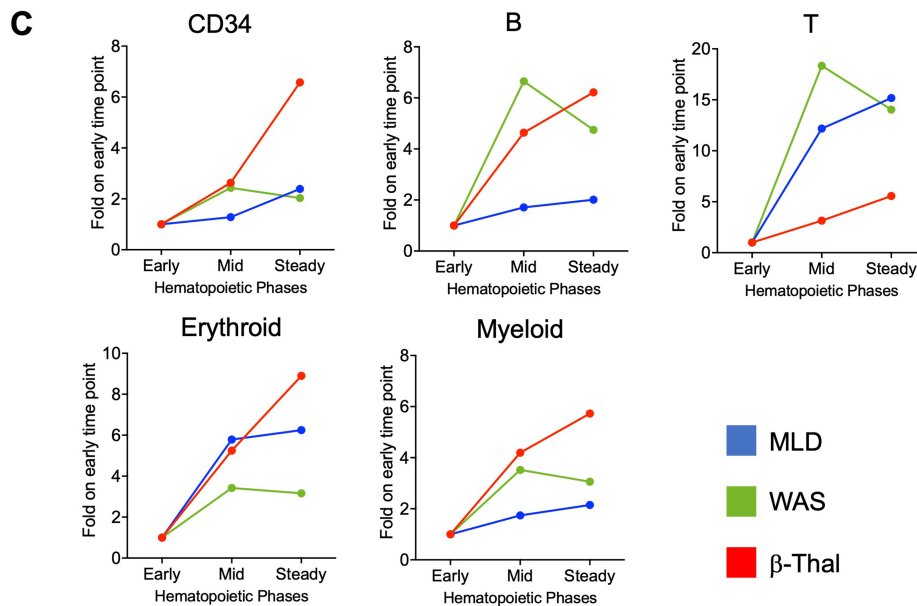 C
CD34
Fold on early time point
8
6
4
2
0
Early Mid Steady
Hematopoietic Phases
B
Fold on early time point
8
6
4
2
0
Early Mid Steady
Hematopoietic Phases
T
Fold on early time point
20
15
10
5
0
Early Mid Steady
Hematopoietic Phases
Erythroid
Fold on early time point
10
8
6
4
2
0
Early Mid Steady
Hematopoietic Phases
Myeloid
Fold on early time point
8
6
4
2
0
Early Mid Steady
Hematopoietic Phases
MLD
WAS
β-Thal